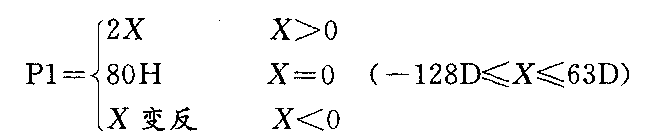 2X X>0
P1= 80H X=0 (-128D≤X≤63D)
X 变反 X<0